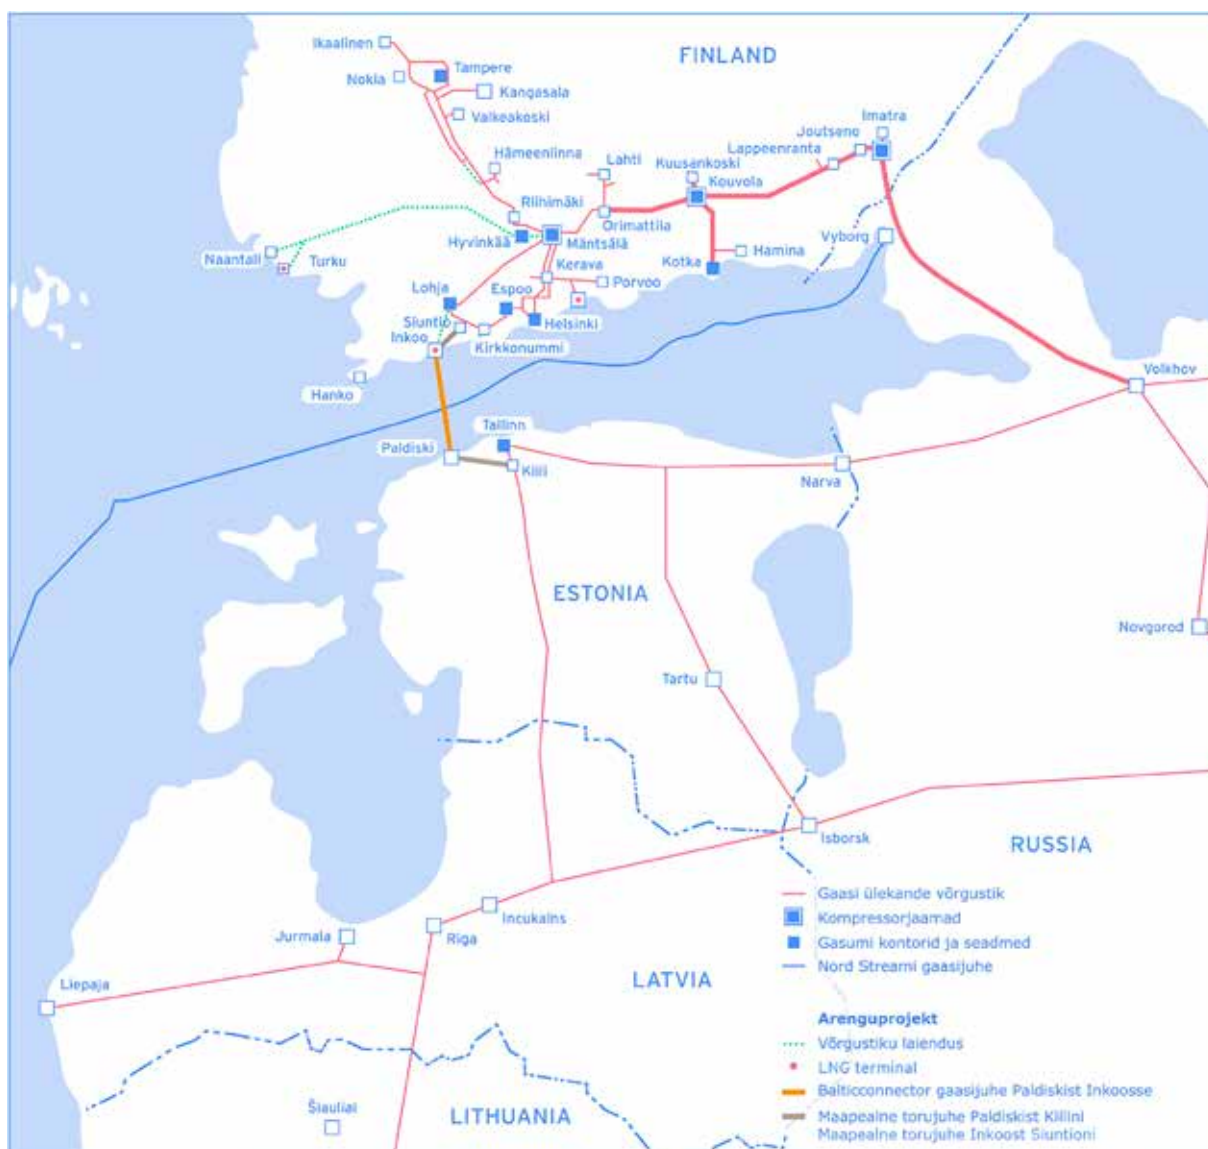 Ikaalinen
FINLAND
Nokia
Tampere
Kangasala
Valkeakoski
Imatra
Joutseno
Lappeenranta
Hämeenlinna
Lahti
Kuusankoski
Kouvola
Riihimäki
Orimattila
Hyvinkää
Mäntsälä
Vyborg
Naantali
Turku
Kotka
Hamina
Kerava
Porvoo
Lohja
Espoo
Siuntio
Helsinki
Inkoo
Kirkkonummi
Volkhov
Hanko
Tallinn
Paldiski
Kiili
Narva
ESTONIA
Novgorod
Tartu
Isborsk
RUSSIA
Gaasi ülekande võrgustik
Incukalns
Kompressorjaamad
Jurmala
Riga
Gasumi kontorid ja seadmed
Nord Streami gaasijuhe
Liepaja
LATVIA
Arenguprojekt
Võrgustiku laiendus
LNG terminal
Balticconnector gaasijuhe Paldiskist Inkoosse
Šiauliai
LITHUANIA
Maapealne torujuhe Paldiskist Kiilini
Maapealne torujuhe Inkoost Siuntioni